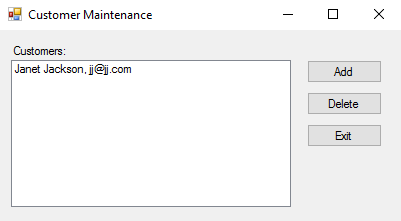 Customer Maintenance
Customers:
Janet Jackson, jj@jj.com
Add
Delete
Exit